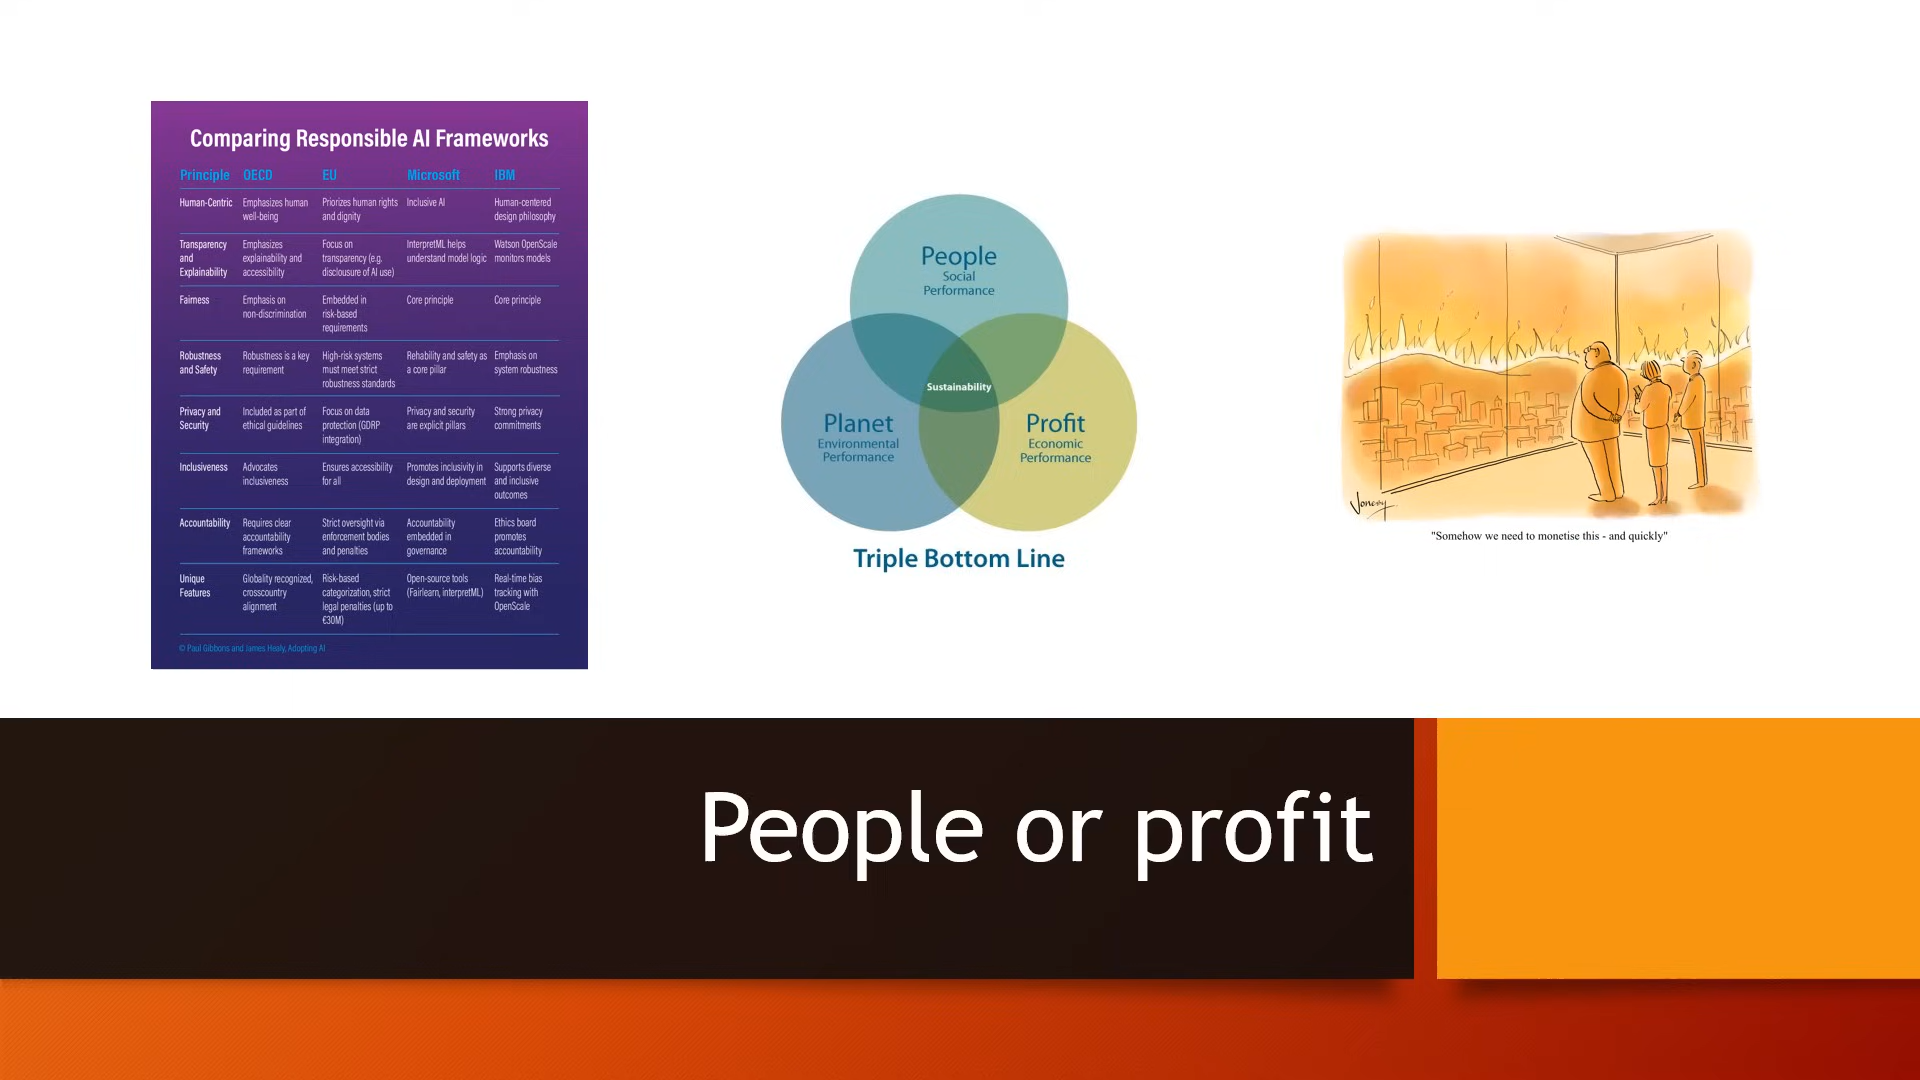 Comparing Responsible AI Frameworks
Principle OECD EU Microsoft IBM
Human-Centric Emphasizes human Priorizes human rights Inclusive AI Human-centered
well-being and dignity design philosophy
Transparency Emphasizes Focus on InterpretML helps Watson OpenScale
and explainability and transparency (e.g. understand model logic monitors models
Explainability accessibility disclousure of AI use)
Fairness Emphasis on Embedded in Core principle Core principle
non-discrimination risk-based
requirements
Robustness Robustness is a key High-risk systems Rehability and safety as Emphasis on
and Safety requirement must meet strict a core pillar system robustness
robustness standards
Privacy and Included as part of Focus on data Privacy and security Strong privacy
Security ethical guidelines protection (GDRP are explicit pillars commitments
integration)
Inclusiveness Advocates Ensures accessibility Promotes inclusivity in Supports diverse
inclusiveness for all design and deployment and inclusive
outcomes
Accountability Requires clear Strict oversight via Accountability Ethics board
accountability enforcement bodies embedded in promotes
frameworks and penalties governance accountability
Unique Globality recognized, Risk-based Open-source tools Real-time bias
Features crosscountry categorization, strict (Fairlearn, interpretML) tracking with
alignment legal penalties (up to OpenScale
€30M)
© Paul Gibbons and James Healy, Adopting AI
People
Social
Performance
Sustainability
Planet
Environmental
Performance
Profit
Economic
Performance
Triple Bottom Line
Jonesy
"Somehow we need to monetise this - and quickly"
People or profit